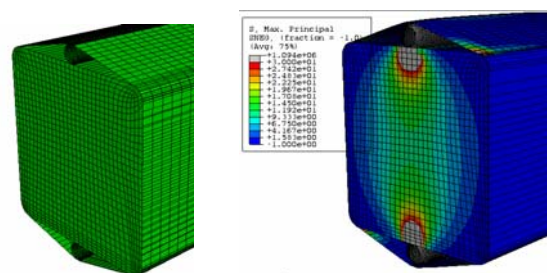 S, Max. Principal
SNEG, (fraction = -1.0)
(Avg: 75%)
+1.094e+06
+3.000e+01
+2.742e+01
+2.483e+01
+2.225e+01
+1.967e+01
+1.708e+01
+1.450e+01
+1.192e+01
+9.333e+00
+6.750e+00
+4.167e+00
+1.583e+00
-1.000e+00